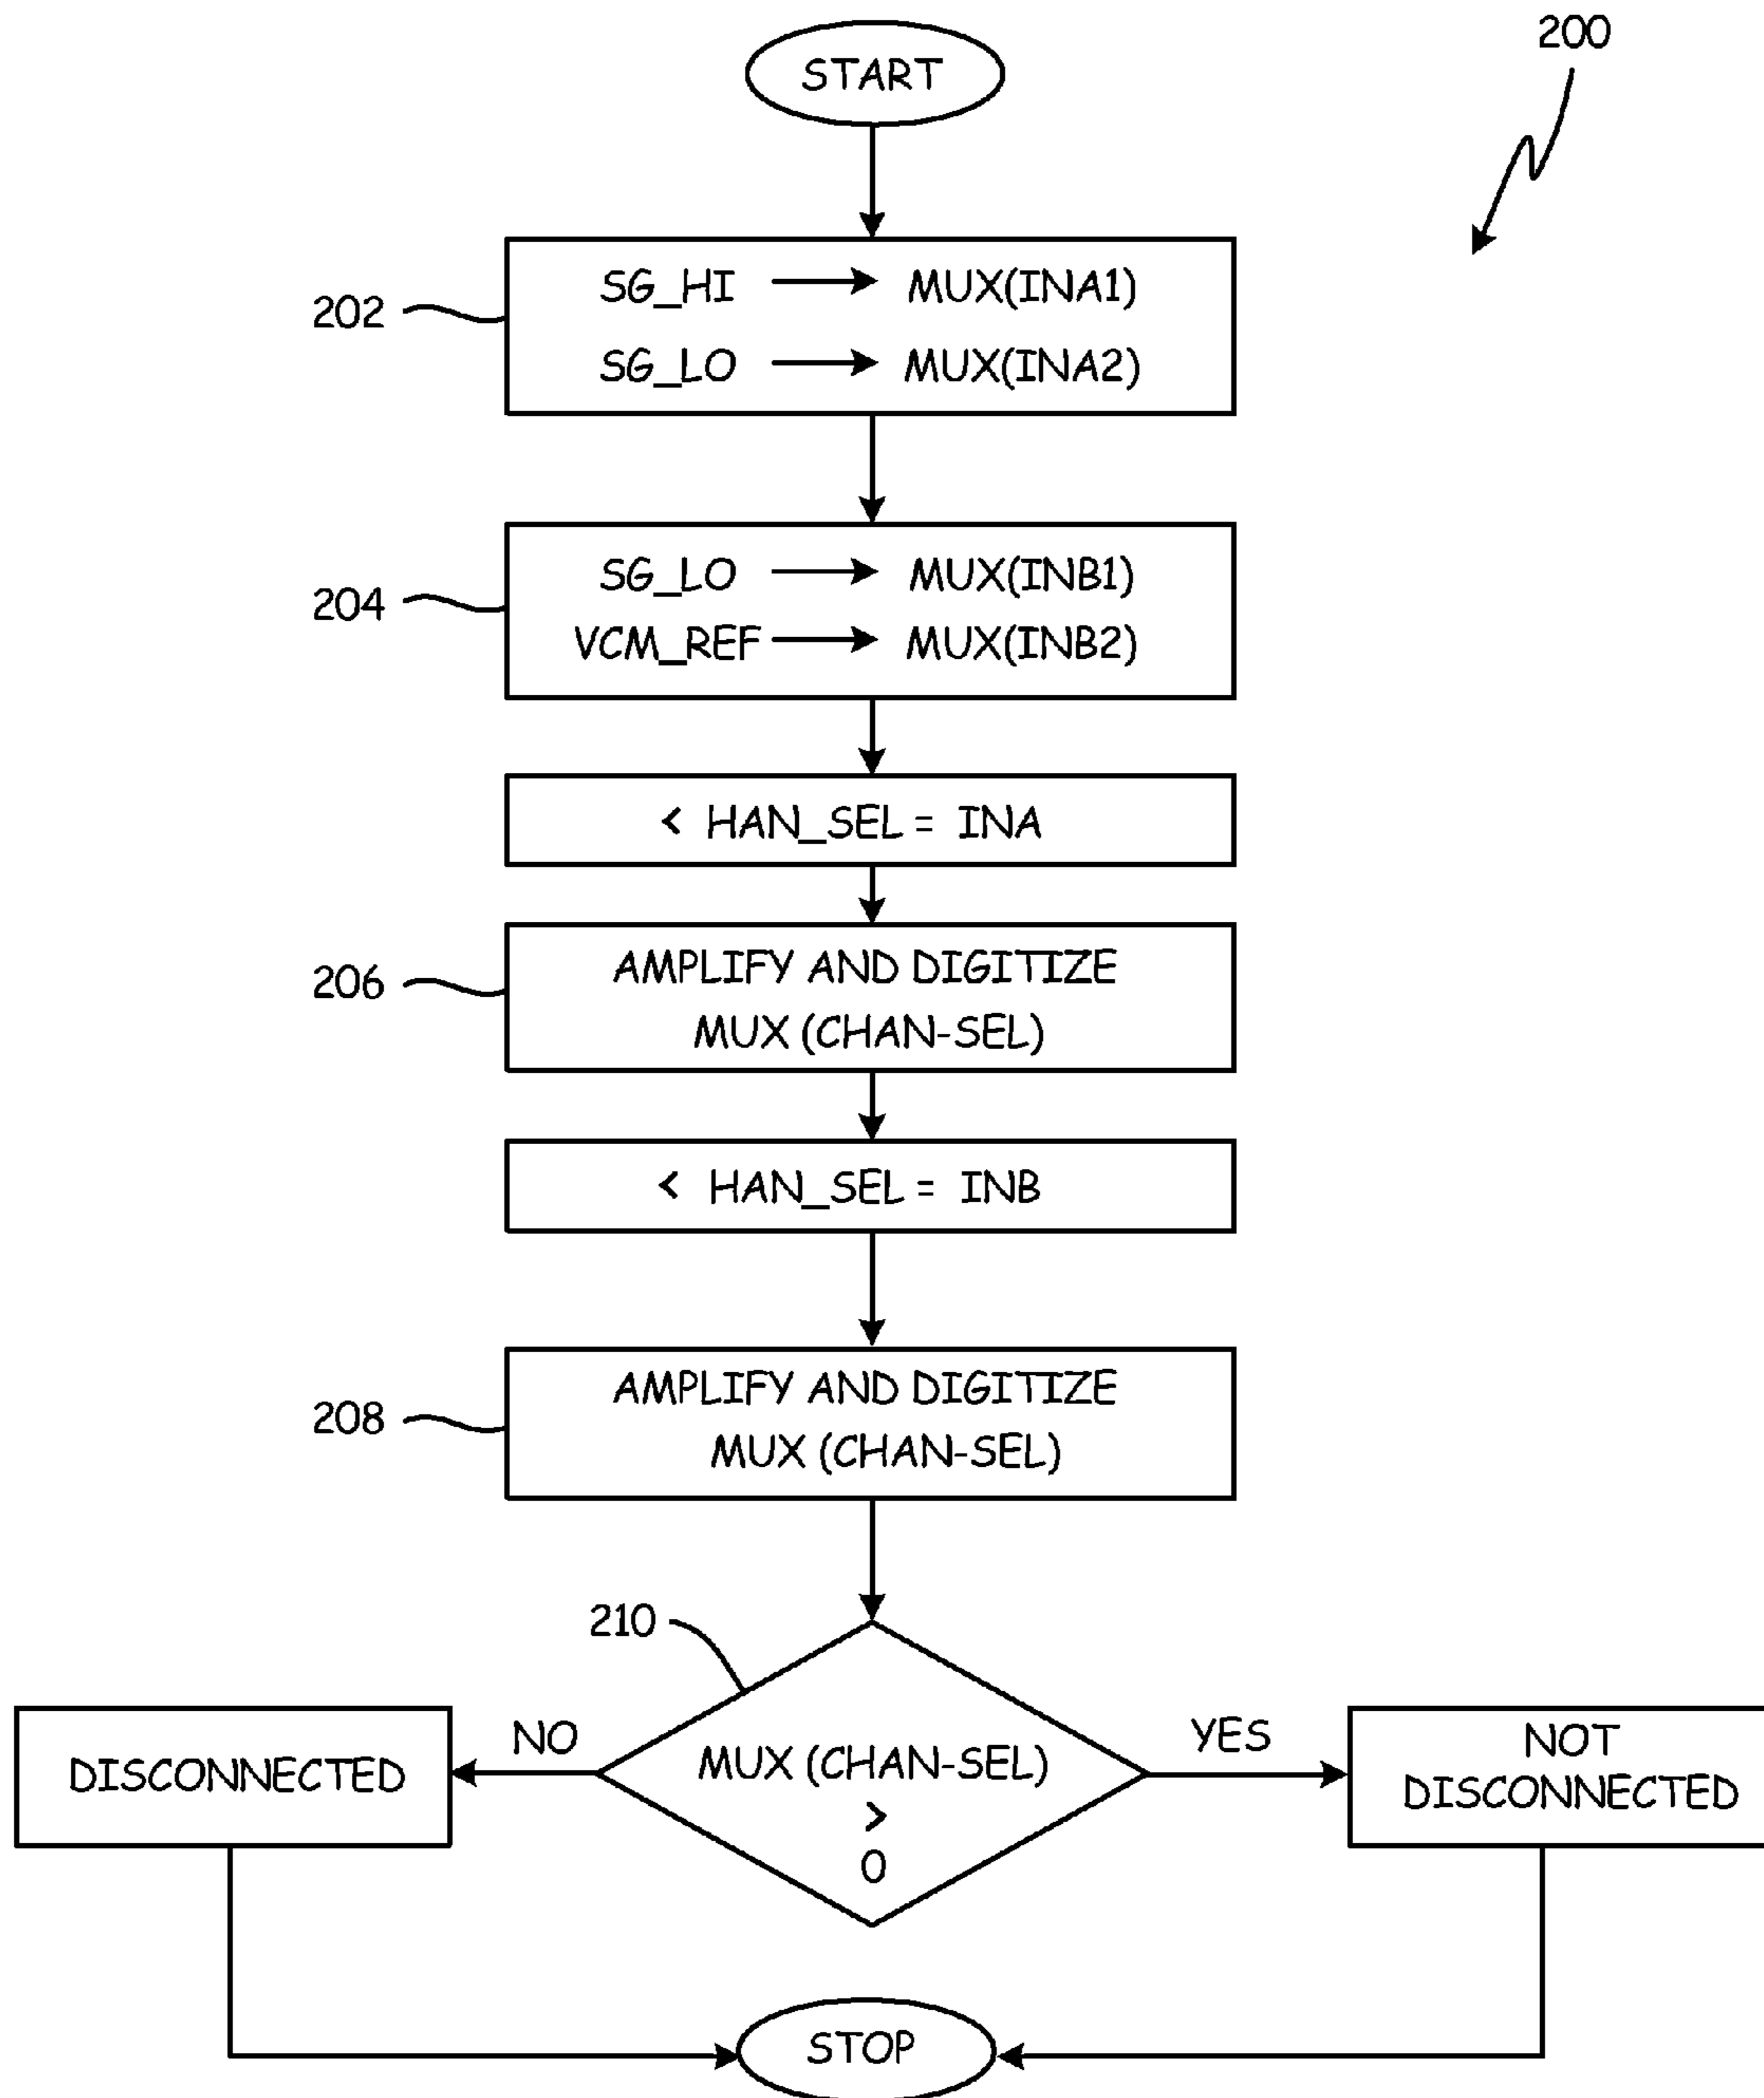 200
START
202
SG_HI → MUX(INA1)
SG_LO → MUX(INA2)
204
SG_LO → MUX(INB1)
VCM_REF → MUX(INB2)
< HAN_SEL = INA
206
AMPLIFY AND DIGITIZE
MUX (CHAN-SEL)
< HAN_SEL = INB
208
AMPLIFY AND DIGITIZE
MUX (CHAN-SEL)
210
MUX (CHAN-SEL)
>
0
NO
DISCONNECTED
YES
NOT
DISCONNECTED
STOP